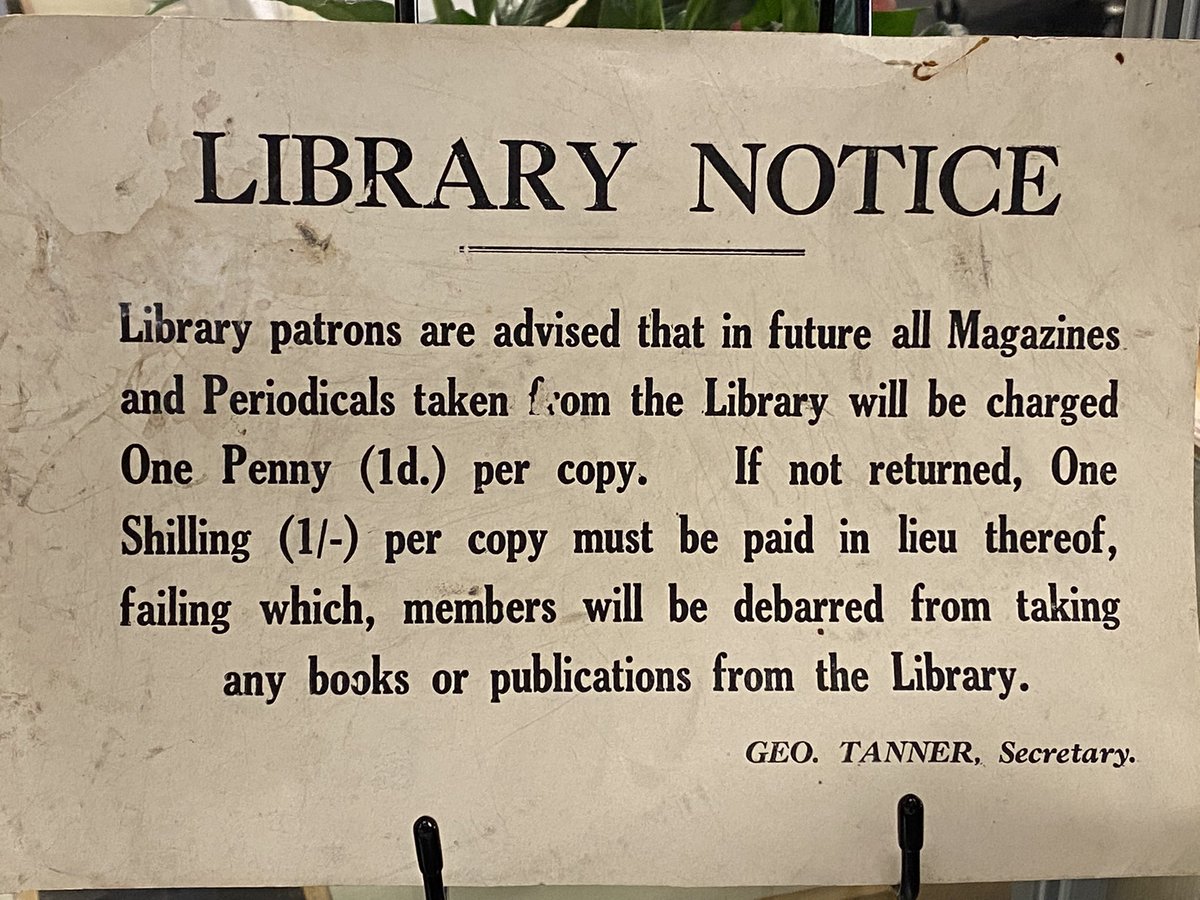 LIBRARY NOTICE
Library patrons are advised that in future all Magazines
and Periodicals taken from the Library will be charged
One Penny (1d.) per copy. If not returned, One
Shilling (1/-) per copy must be paid in lieu thereof,
failing which, members will be debarred from taking
any books or publications from the Library.
GEO. TANNER, Secretary.